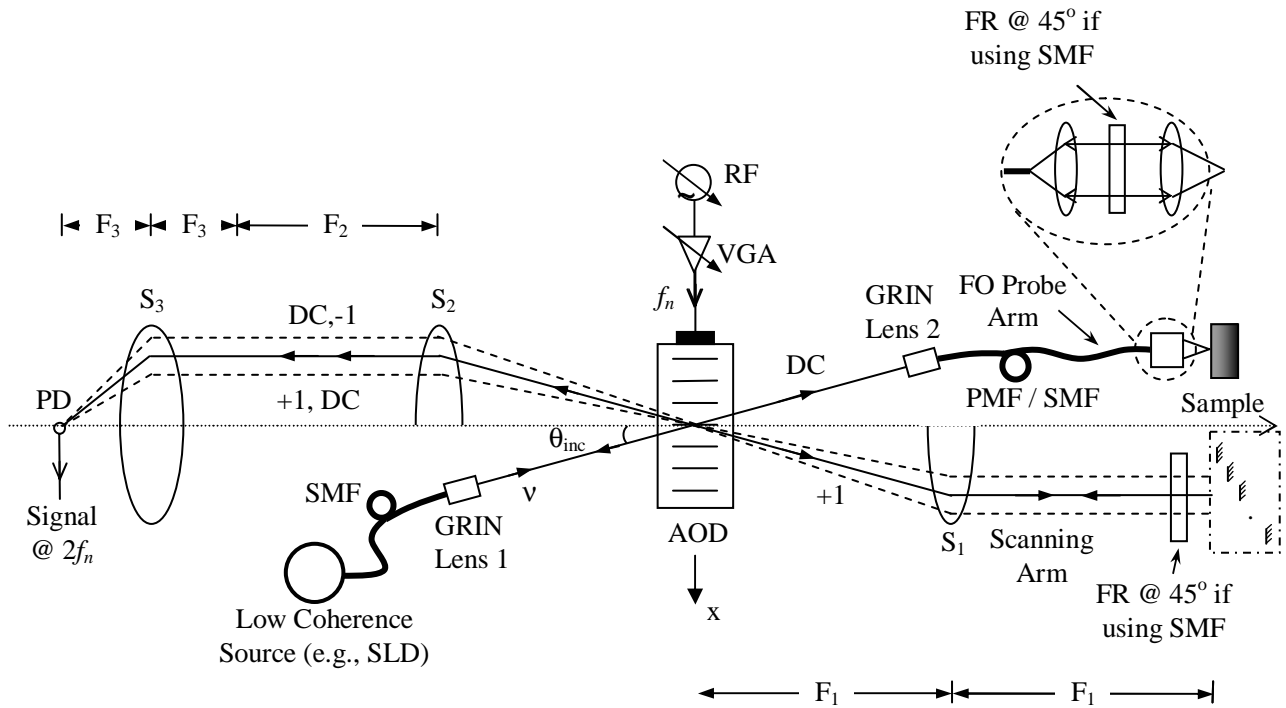 FR @ 45° if
using SMF
RF
VGA
fₙ
F₃
F₃
F₂
S₃
S₂
DC,-1
+1, DC
PD
Signal
@ 2fₙ
GRIN
Lens 2
FO Probe
Arm
DC
PMF / SMF
Sample
θinc
SMF
ν
GRIN
Lens 1
Low Coherence
Source (e.g., SLD)
AOD
x
+1
S₁
Scanning
Arm
FR @ 45° if
using SMF
F₁
F₁